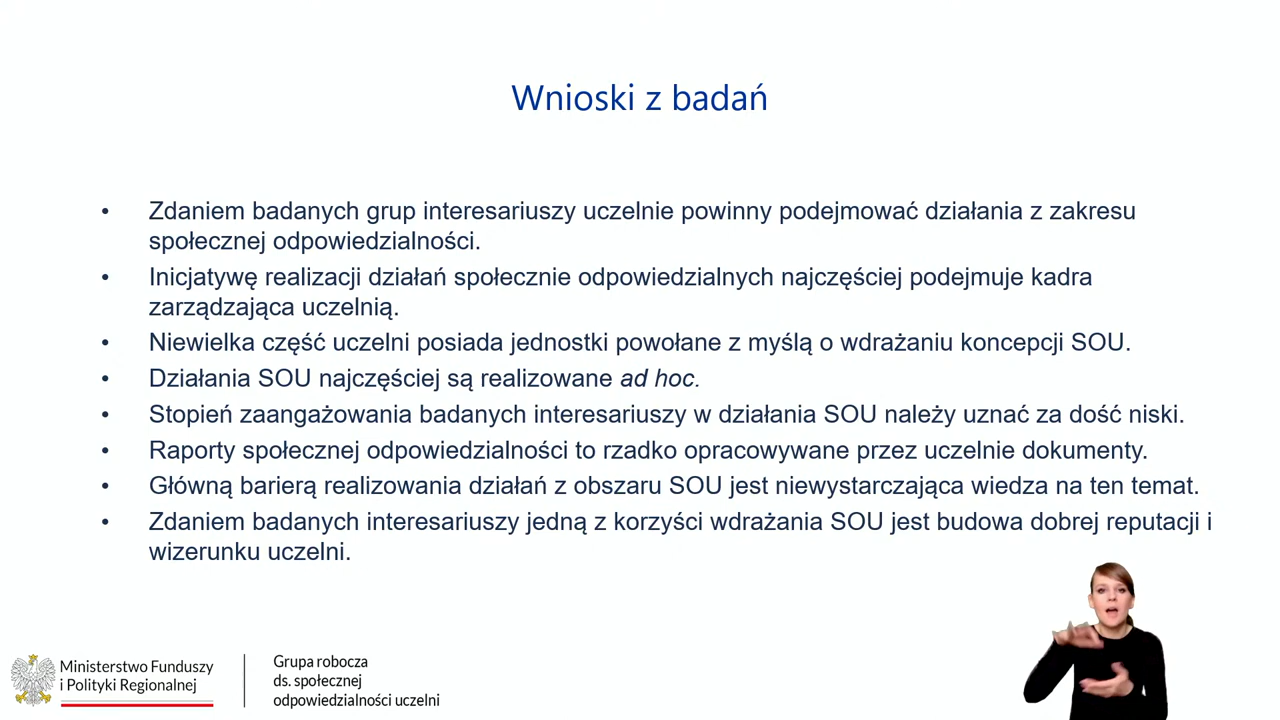 Wnioski z badań
• Zdaniem badanych grup interesariuszy uczelnie powinny podejmować działania z zakresu
społecznej odpowiedzialności.
• Inicjatywę realizacji działań społecznie odpowiedzialnych najczęściej podejmuje kadra
zarządzająca uczelnią.
• Niewielka część uczelni posiada jednostki powołane z myślą o wdrażaniu koncepcji SOU.
• Działania SOU najczęściej są realizowane ad hoc.
• Stopień zaangażowania badanych interesariuszy w działania SOU należy uznać za dość niski.
• Raporty społecznej odpowiedzialności to rzadko opracowywane przez uczelnie dokumenty.
• Główną barierą realizowania działań z obszaru SOU jest niewystarczająca wiedza na ten temat.
• Zdaniem badanych interesariuszy jedną z korzyści wdrażania SOU jest budowa dobrej reputacji i
wizerunku uczelni.
Ministerstwo Funduszy
i Polityki Regionalnej
Grupa robocza
ds. społecznej
odpowiedzialności uczelni